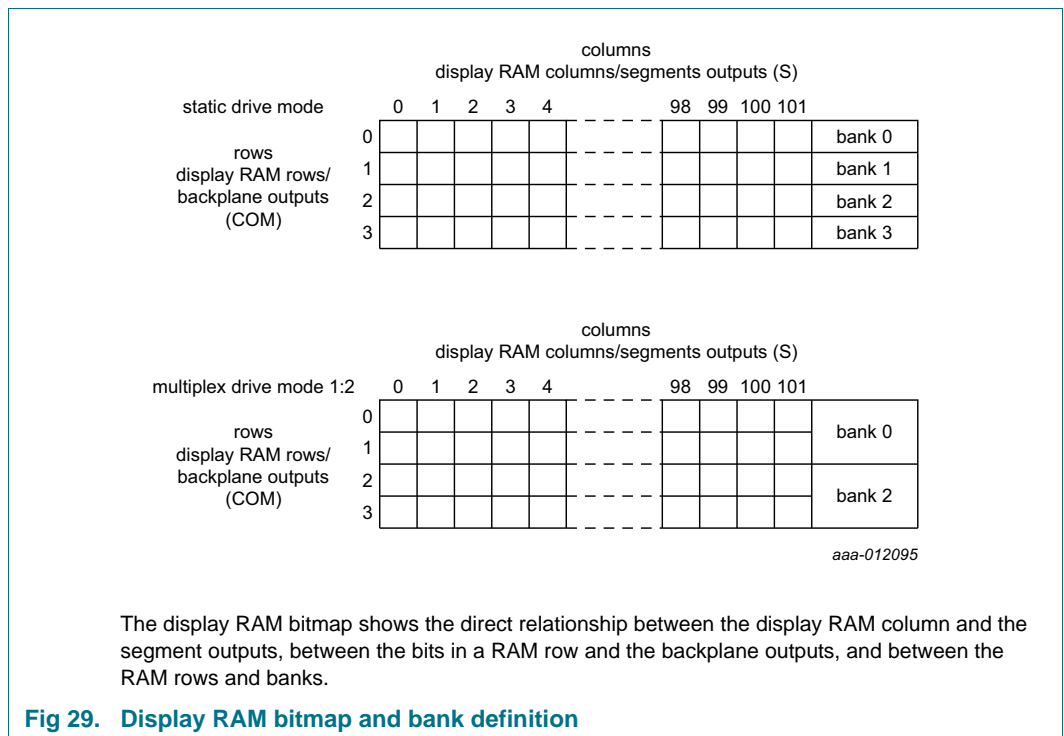 columns
display RAM columns/segments outputs (S)
static drive mode 0 1 2 3 4 98 99 100 101
rows
display RAM rows/
backplane outputs
(COM)
0 bank 0
1 bank 1
2 bank 2
3 bank 3
columns
display RAM columns/segments outputs (S)
multiplex drive mode 1:2 0 1 2 3 4 98 99 100 101
rows
display RAM rows/
backplane outputs
(COM)
0
1
bank 0
2
3
bank 2
aaa-012095
The display RAM bitmap shows the direct relationship between the display RAM column and the
segment outputs, between the bits in a RAM row and the backplane outputs, and between the
RAM rows and banks.
Fig 29. Display RAM bitmap and bank definition